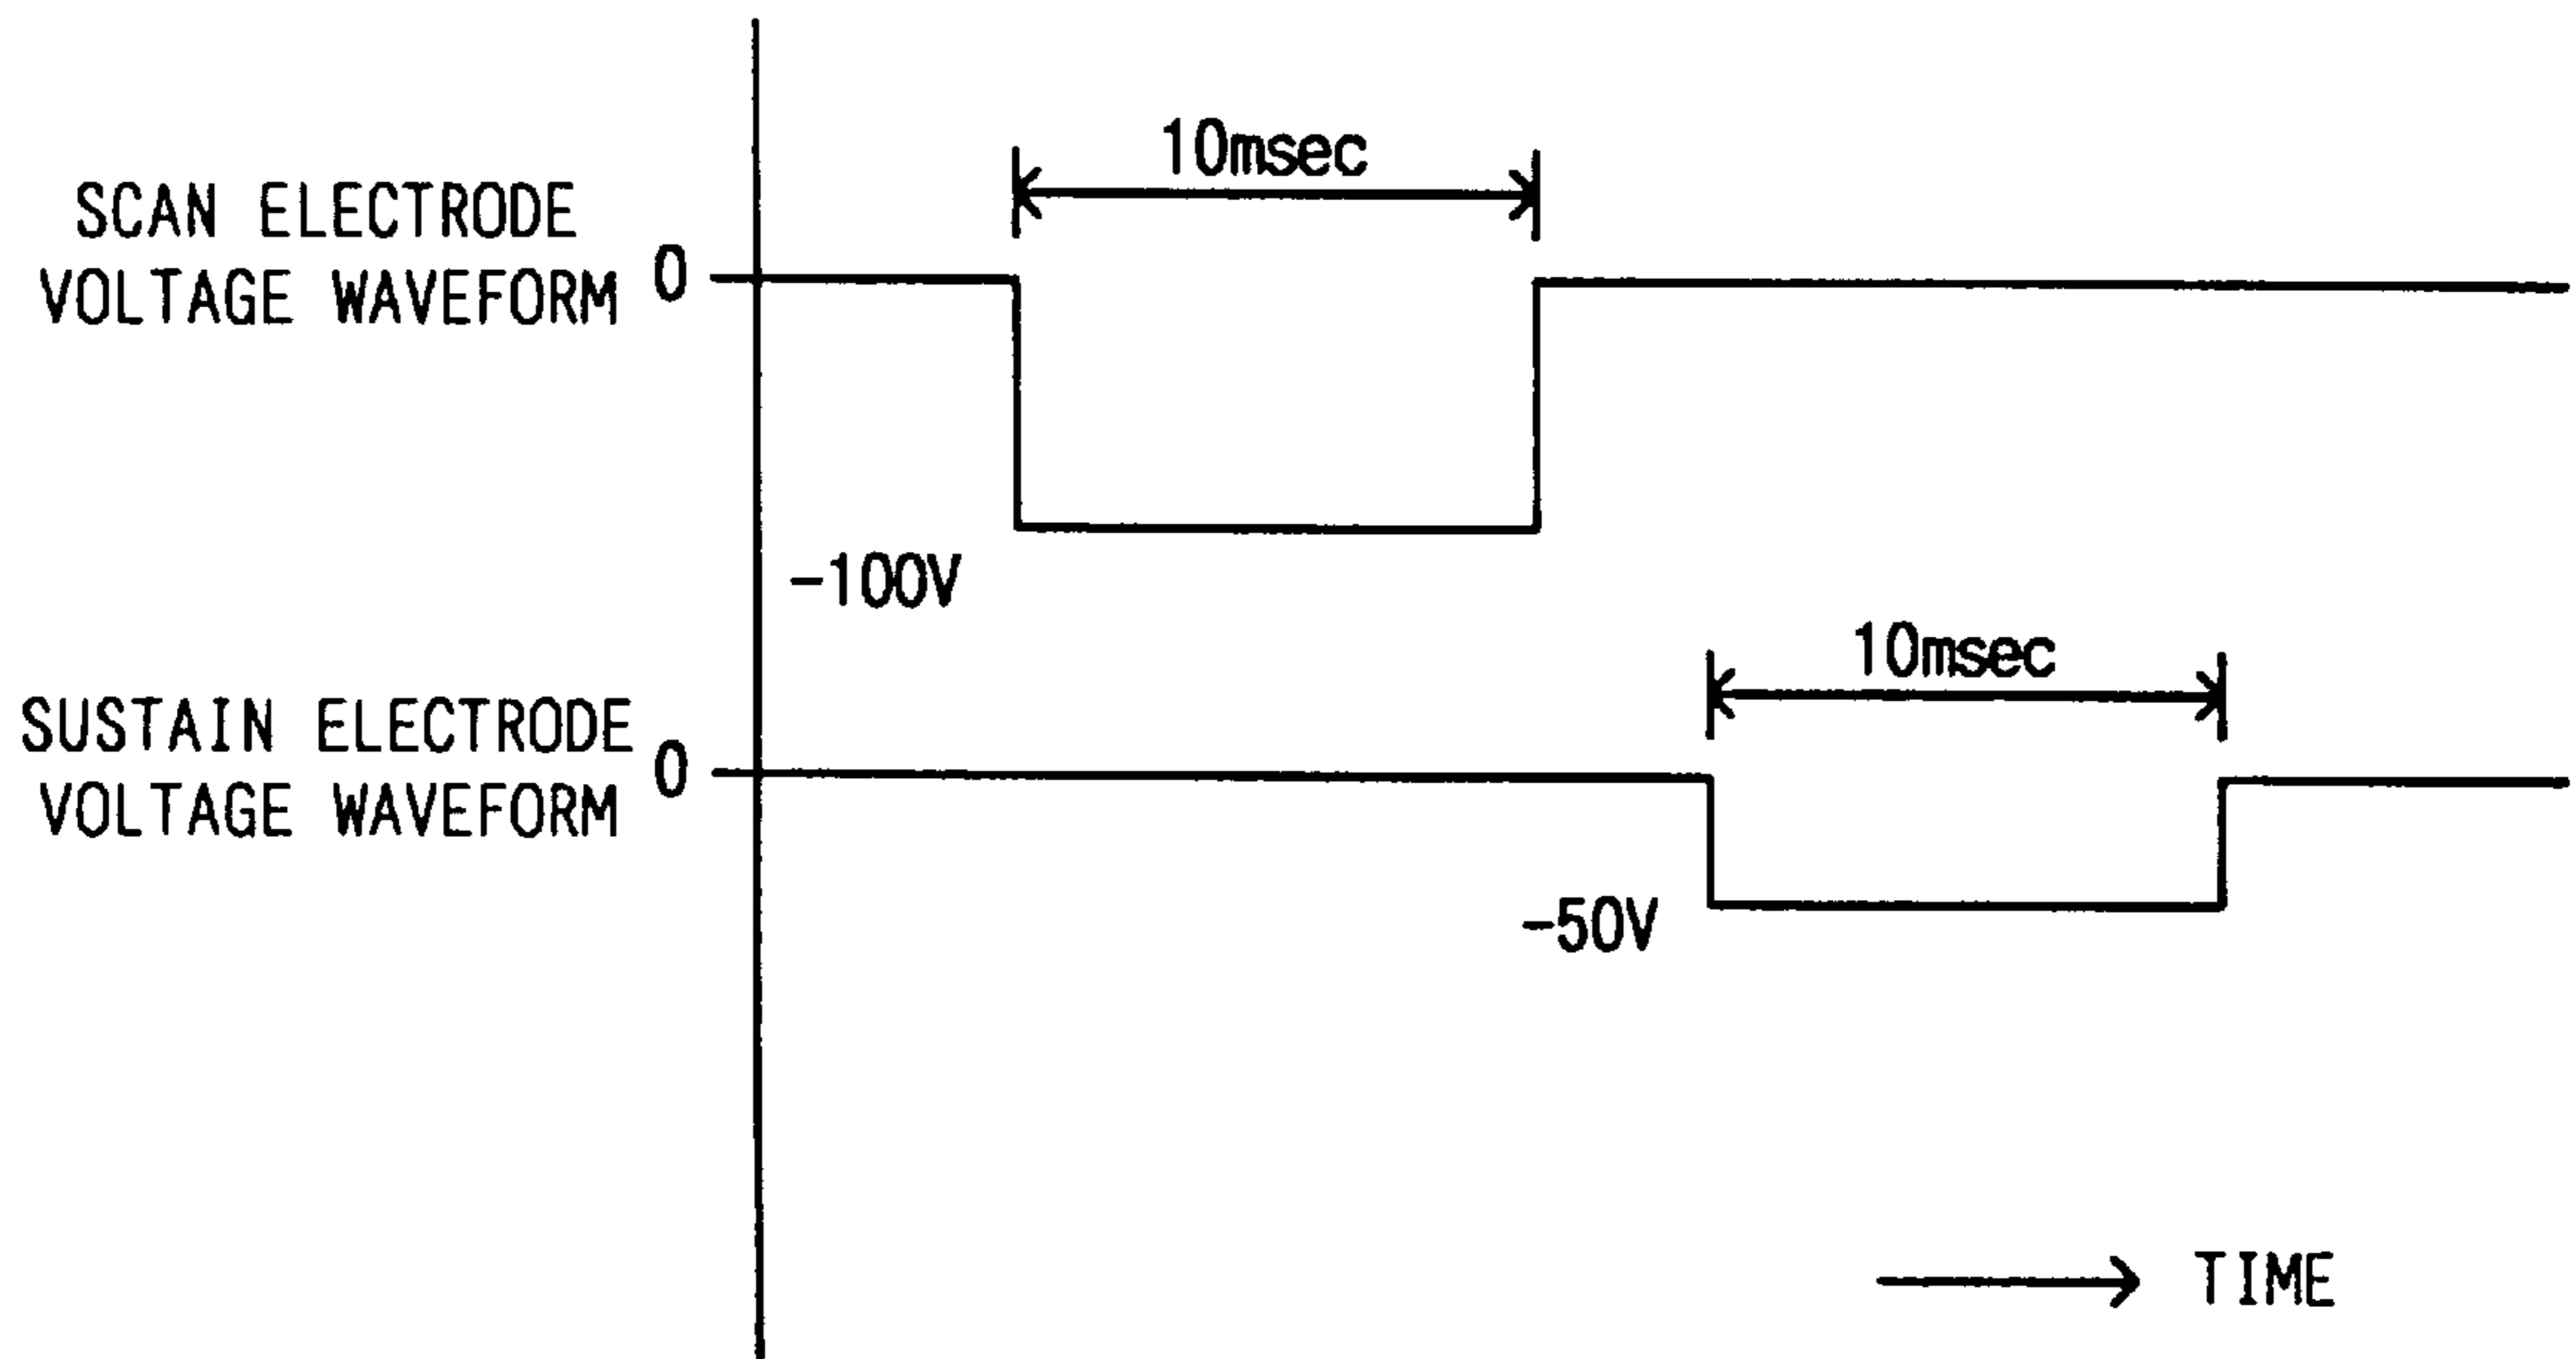 10msec
SCAN ELECTRODE
VOLTAGE WAVEFORM
0
-100V
10msec
SUSTAIN ELECTRODE
VOLTAGE WAVEFORM
0
-50V
TIME